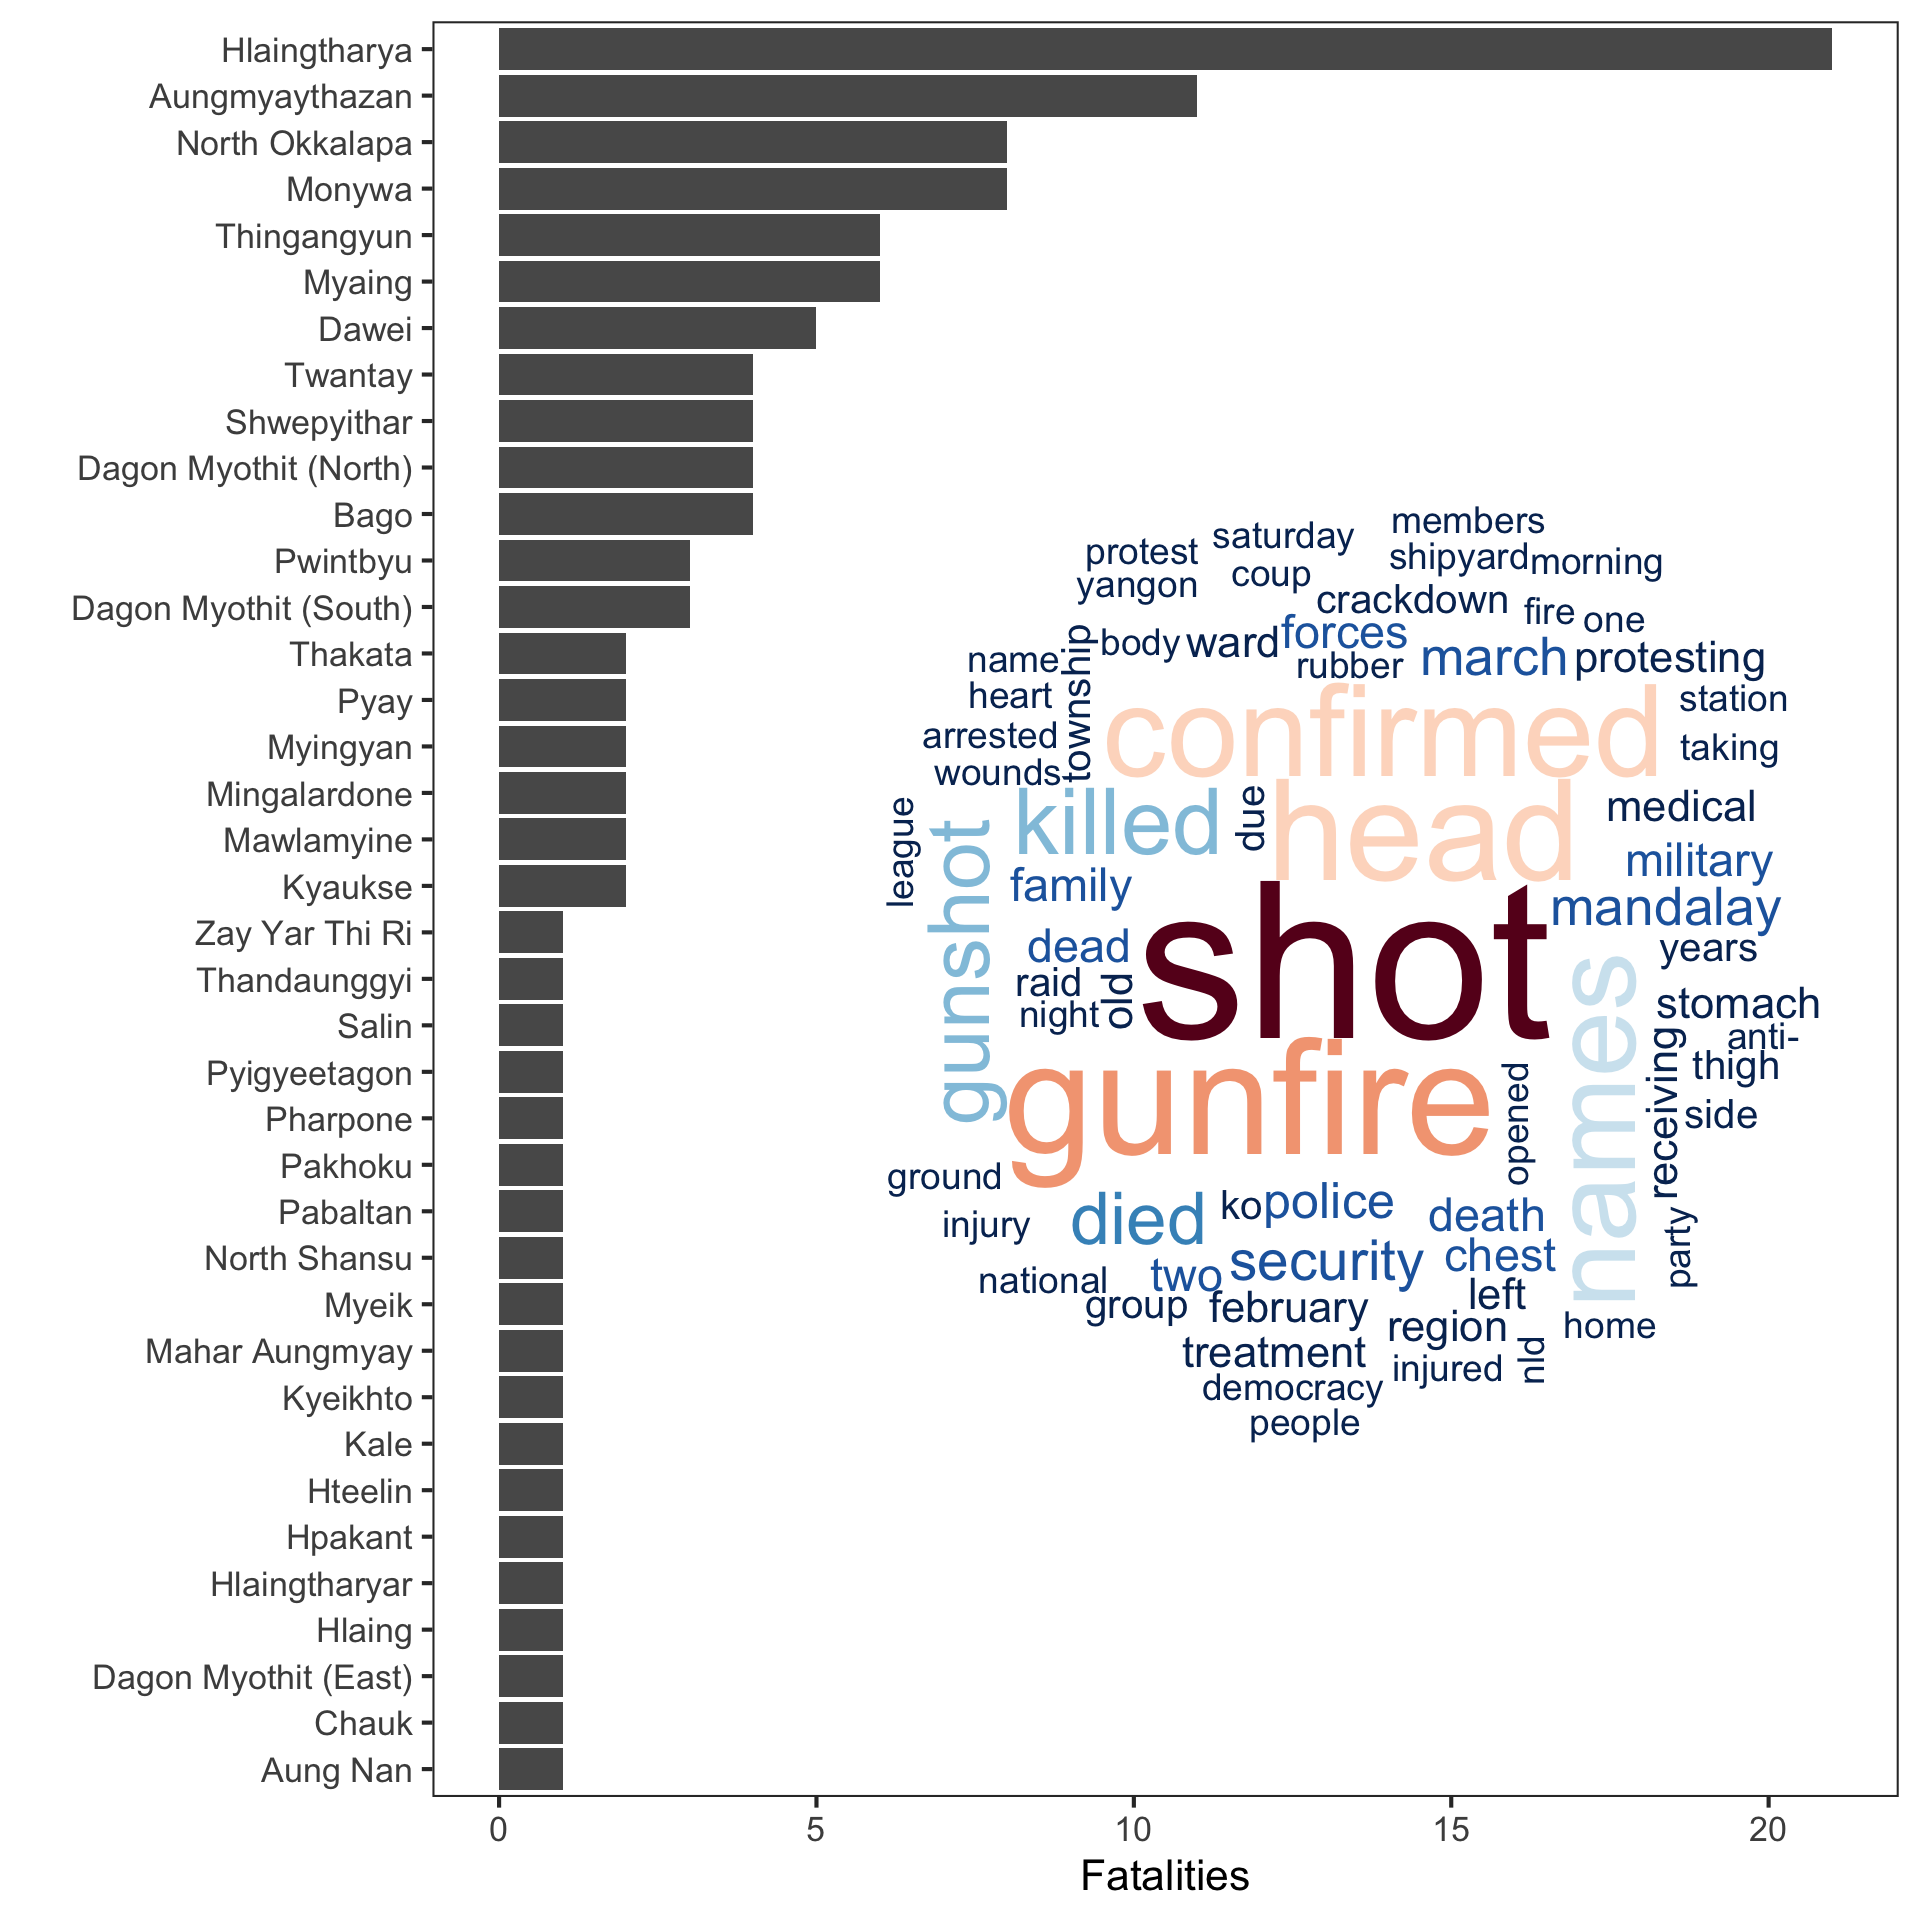 Hlaingtharya
Aungmyaythazan
North Okkalapa
Monywa
Thingangyun
Myaing
Dawei
Twantay
Shwepyithar
Dagon Myothit (North)
Bago
Pwintbyu
Dagon Myothit (South)
Thakata
Pyay
Myingyan
Mingalardone
Mawlamyine
Kyaukse
Zay Yar Thi Ri
Thandaunggyi
Salin
Pyigyeetagon
Pharpone
Pakhoku
Pabaltan
North Shansu
Myeik
Mahar Aungmyay
Kyeikhto
Kale
Hteelin
Hpakant
Hlaingtharyar
Hlaing
Dagon Myothit (East)
Chauk
Aung Nan
members
saturday
protest
shipyard
morning
coup
yangon
crackdown
fire
one
forces
body
ward
township
rubber
march
protesting
name
heart
station
confirmed
arrested
taking
wounds
killed
due
head
medical
league
gunshot
family
military
mandalay
shot
dead
years
raid
old
night
names
stomach
anti-
receiving
thigh
gunfire
opened
side
ground
died
ko
police
death
injury
party
security
chest
national
two
left
group
february
region
home
treatment
injured
nld
democracy
people
0
5
10
15
20
Fatalities